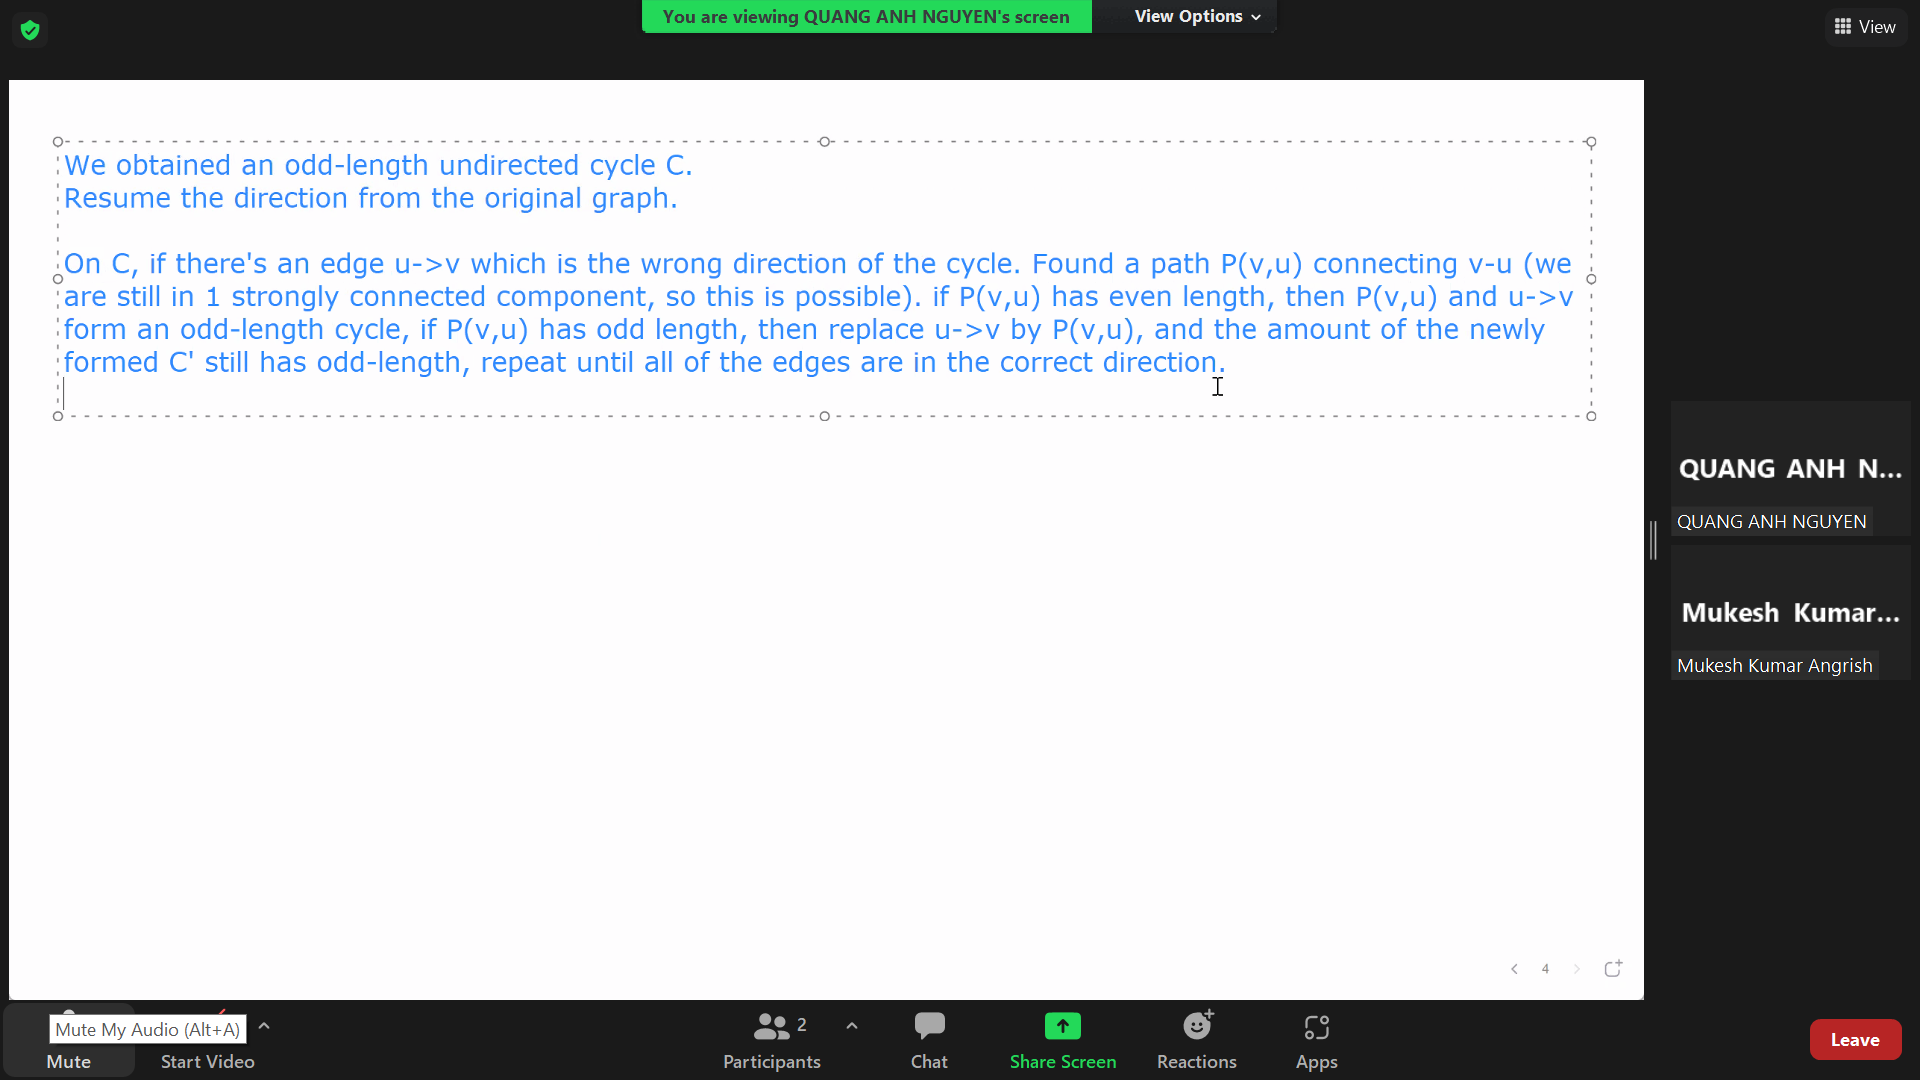 You are viewing QUANG ANH NGUYEN's screen
View Options
View
We obtained an odd-length undirected cycle C.
Resume the direction from the original graph.
On C, if there's an edge u->v which is the wrong direction of the cycle. Found a path P(v,u) connecting v-u (we
are still in 1 strongly connected component, so this is possible). if P(v,u) has even length, then P(v,u) and u->v
form an odd-length cycle, if P(v,u) has odd length, then replace u->v by P(v,u), and the amount of the newly
formed C' still has odd-length, repeat until all of the edges are in the correct direction.
QUANG ANH N...
QUANG ANH NGUYEN
Mukesh Kumar...
Mukesh Kumar Angrish
4
Mute My Audio (Alt+A)
Mute
Start Video
2
Participants
Chat
Share Screen
Reactions
Apps
Leave